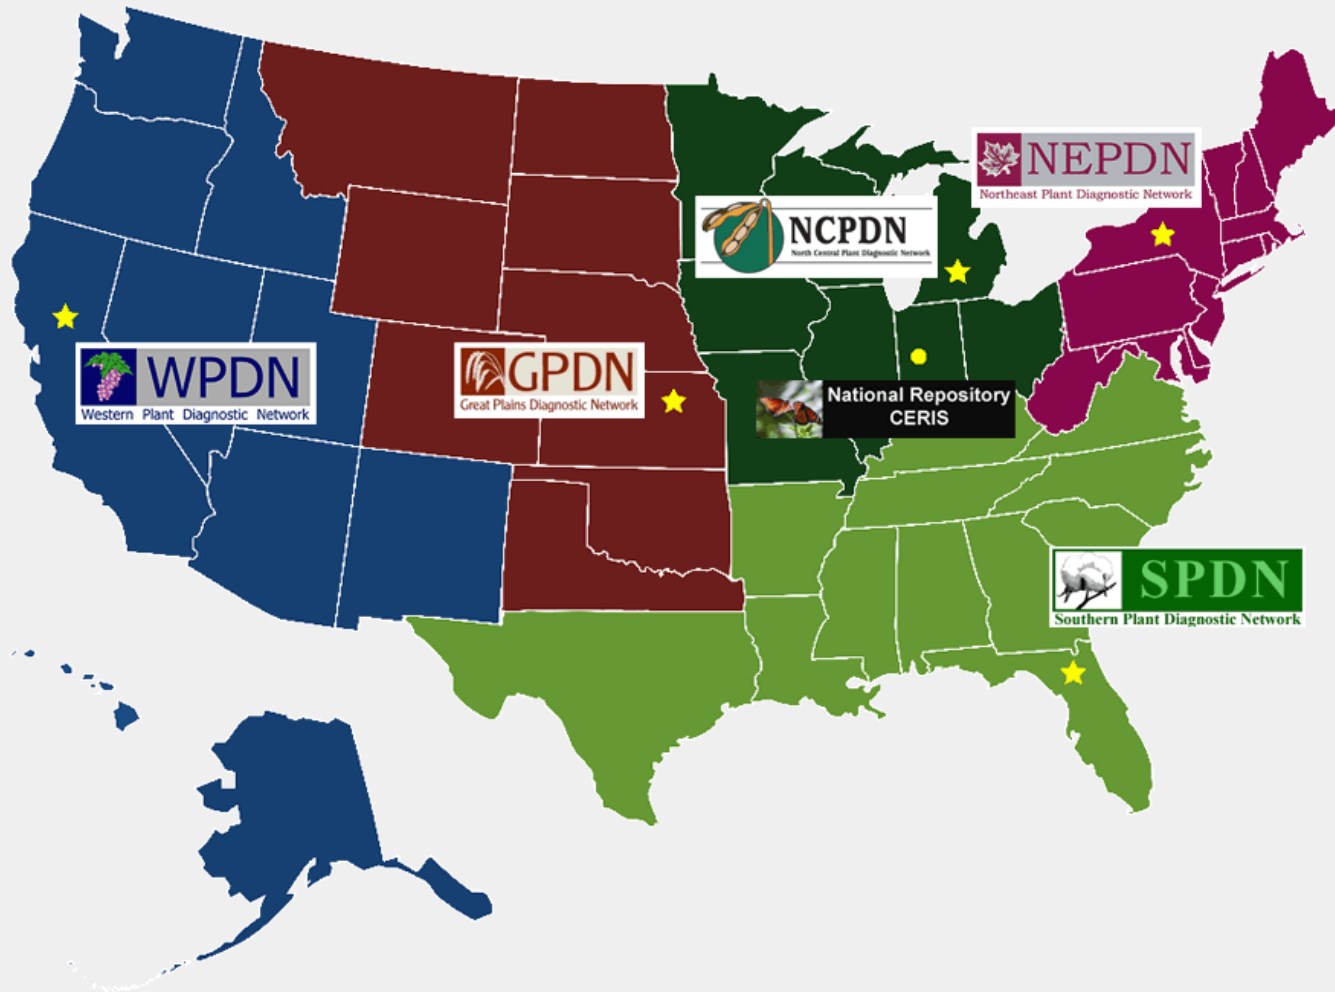 NEPDN
Northeast Plant Diagnostic Network
NCPDN
North Central Plant Diagnostic Network
WPDN
Western Plant Diagnostic Network
GPDN
Great Plains Diagnostic Network
National Repository
CERIS
SPDN
Southern Plant Diagnostic Network